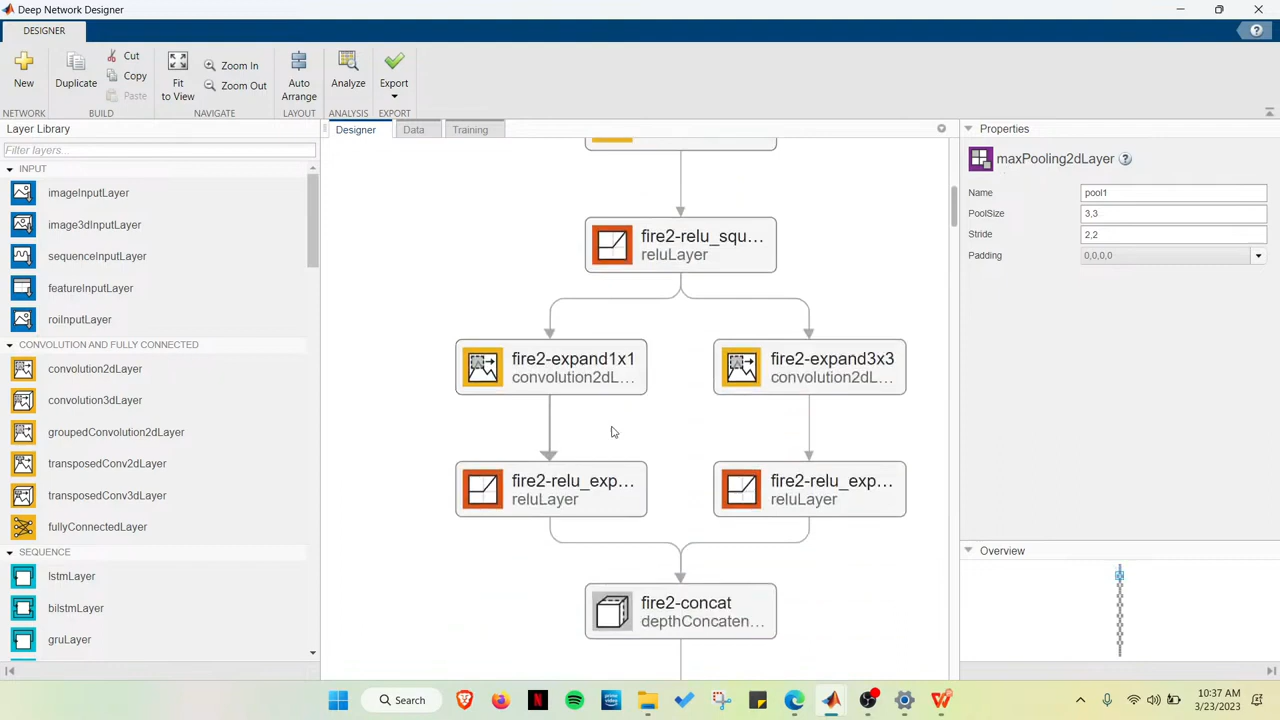 Deep Network Designer
DESIGNER
New
Duplicate
Cut
Copy
Paste
Fit
to View
Zoom In
Zoom Out
Auto
Arrange
Analyze
Export
NETWORK
BUILD
NAVIGATE
LAYOUT
ANALYSIS
EXPORT
Layer Library
Filter layers...
INPUT
imageInputLayer
image3dInputLayer
sequenceInputLayer
featureInputLayer
roiInputLayer
CONVOLUTION AND FULLY CONNECTED
convolution2dLayer
convolution3dLayer
groupedConvolution2dLayer
transposedConv2dLayer
transposedConv3dLayer
fullyConnectedLayer
SEQUENCE
lstmLayer
bilstmLayer
gruLayer
Designer
Data
Training
fire2-relu_squ...
reluLayer
fire2-expand1x1
convolution2dL...
fire2-expand3x3
convolution2dL...
fire2-relu_exp...
reluLayer
fire2-relu_exp...
reluLayer
fire2-concat
depthConcaten...
Properties
maxPooling2dLayer
Name
pool1
PoolSize
3,3
Stride
2,2
Padding
0,0,0,0
Overview
Search
10:37 AM
3/23/2023